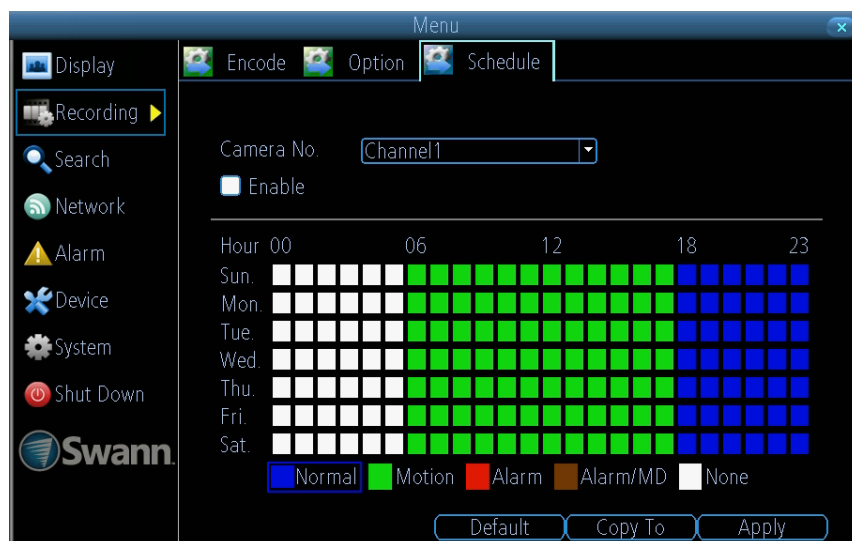 Menu
Display
Recording
Search
Network
Alarm
Device
System
Shut Down
Swann.
Encode Option Schedule
Camera No. Channel1
Enable
Hour 00 06 12 18 23
Sun.
Mon.
Tue.
Wed.
Thu.
Fri.
Sat.
Normal Motion Alarm Alarm/MD None
Default Copy To Apply